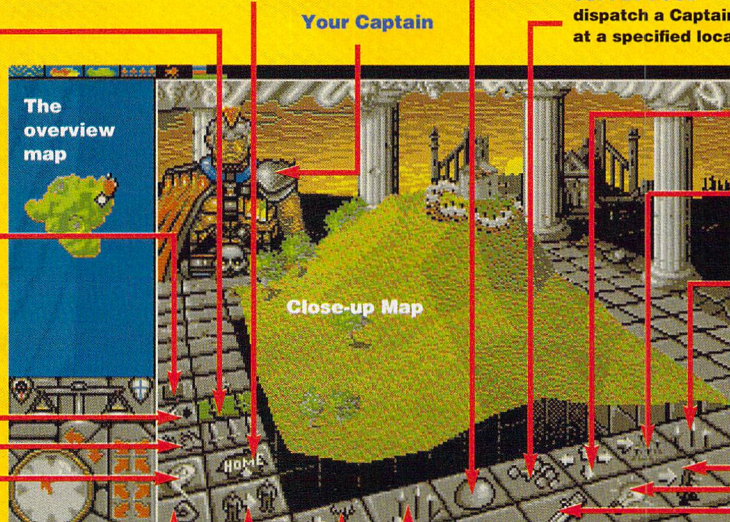 Your Captain
dispatch a Captain
at a specified loca
The
overview
map
Close-up Map
HOME